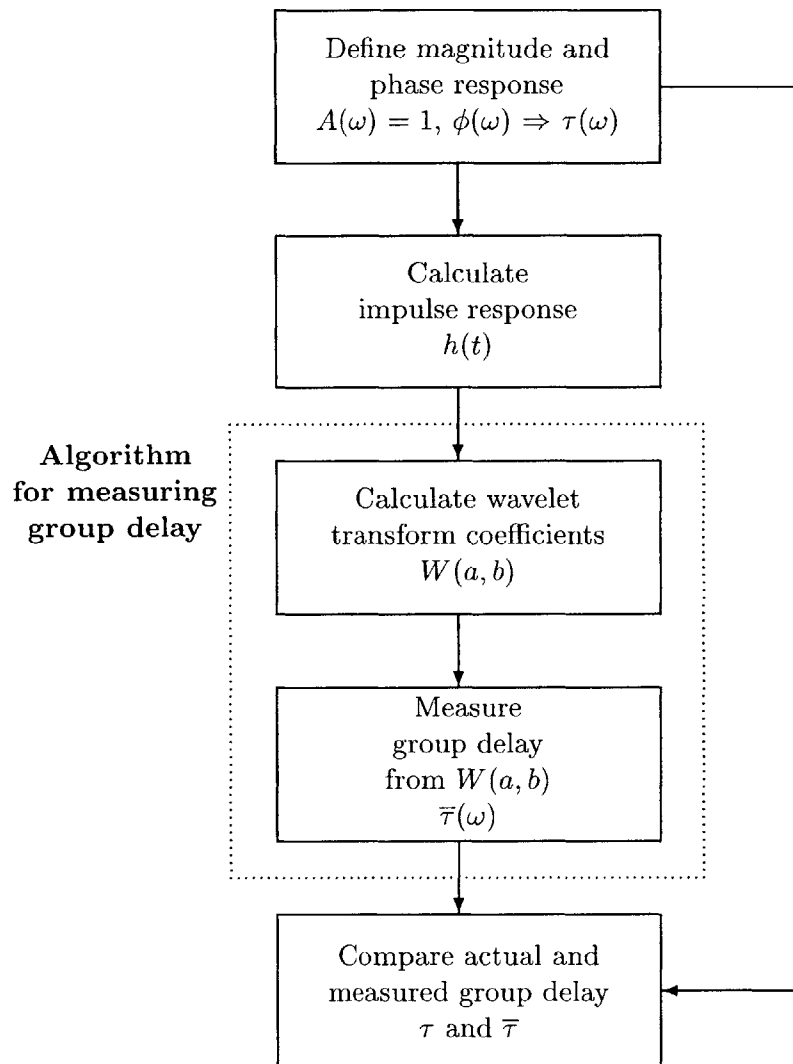 Define magnitude and
phase response
A(ω) = 1, ϕ(ω) ⇒ τ(ω)
Calculate
impulse response
h(t)
Algorithm
for measuring
group delay
Calculate wavelet
transform coefficients
W(a, b)
Measure
group delay
from W(a, b)
τ̅(ω)
Compare actual and
measured group delay
τ and τ̅